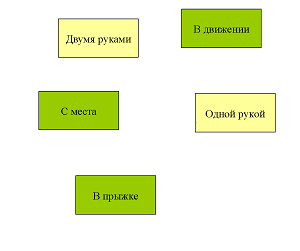 В движении
Двумя руками
С места
Одной рукой
В прыжке